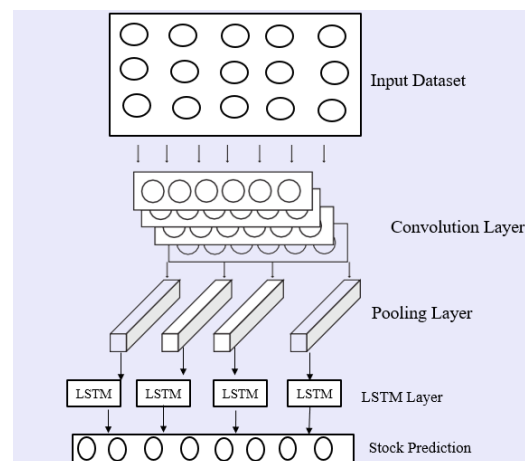 Input Dataset
Convolution Layer
Pooling Layer
LSTM LSTM LSTM LSTM LSTM Layer
Stock Prediction